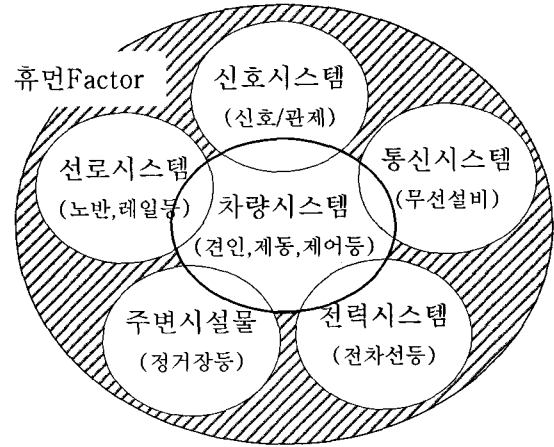 휴먼Factor
신호시스템
(신호/관제)
선로시스템
(노반,레일등)
통신시스템
(무선설비)
차량시스템
(견인,제동,제어등)
주변시설물
(정거장등)
전력시스템
(전차선등)